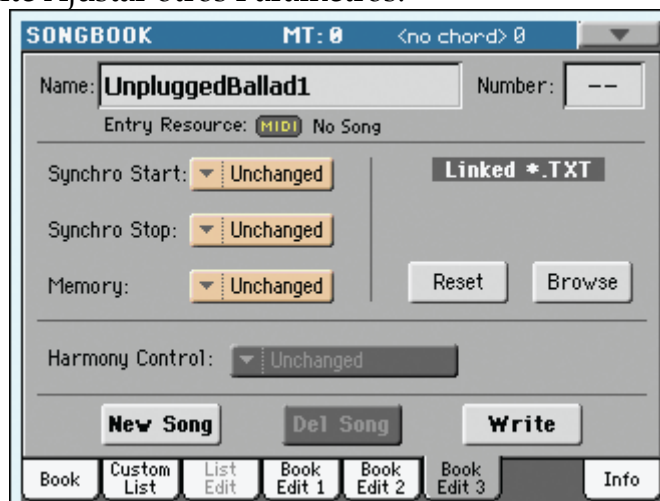 SONGBOOK MT: 0 <no chord> 0
Name: UnpluggedBallad1 Number: --
Entry Resource: MIDI No Song
Synchro Start: Unchanged Linked *.TXT
Synchro Stop: Unchanged
Memory: Unchanged Reset Browse
Harmony Control: Unchanged
New Song Del Song Write
Book Custom List List Edit Book Edit 1 Book Edit 2 Book Edit 3 Info